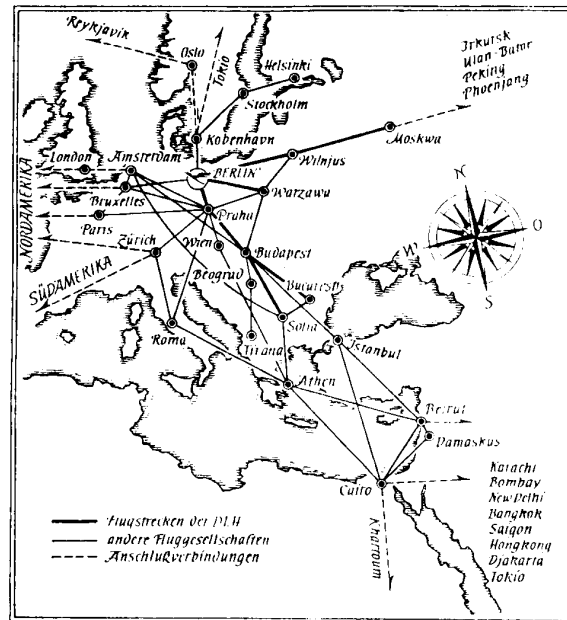 Reykjavik
Oslo
Tokio
Helsinki
Stockholm
Irkutsk
Ulan-Bator
Peking
Phoenjang
København
Moskwa
Wilnjus
London
Amsterdam
BERLIN
Bruxelles
Warzawa
NORDAMERIKA
Paris
Praha
N
O
W
S
Zürich
Wien
Budapest
SÜDAMERIKA
Beograd
Bucuresti
Sofia
Roma
Tirana
Istanbul
Athen
Beirut
Damaskus
Cairo
Kharroum
Karachi
Bombay
New Delhi
Bangkok
Saigon
Hongkong
Djakarta
Tokio
Flugstrecken der DLH
andere Fluggesellschaften
Anschlußverbindungen